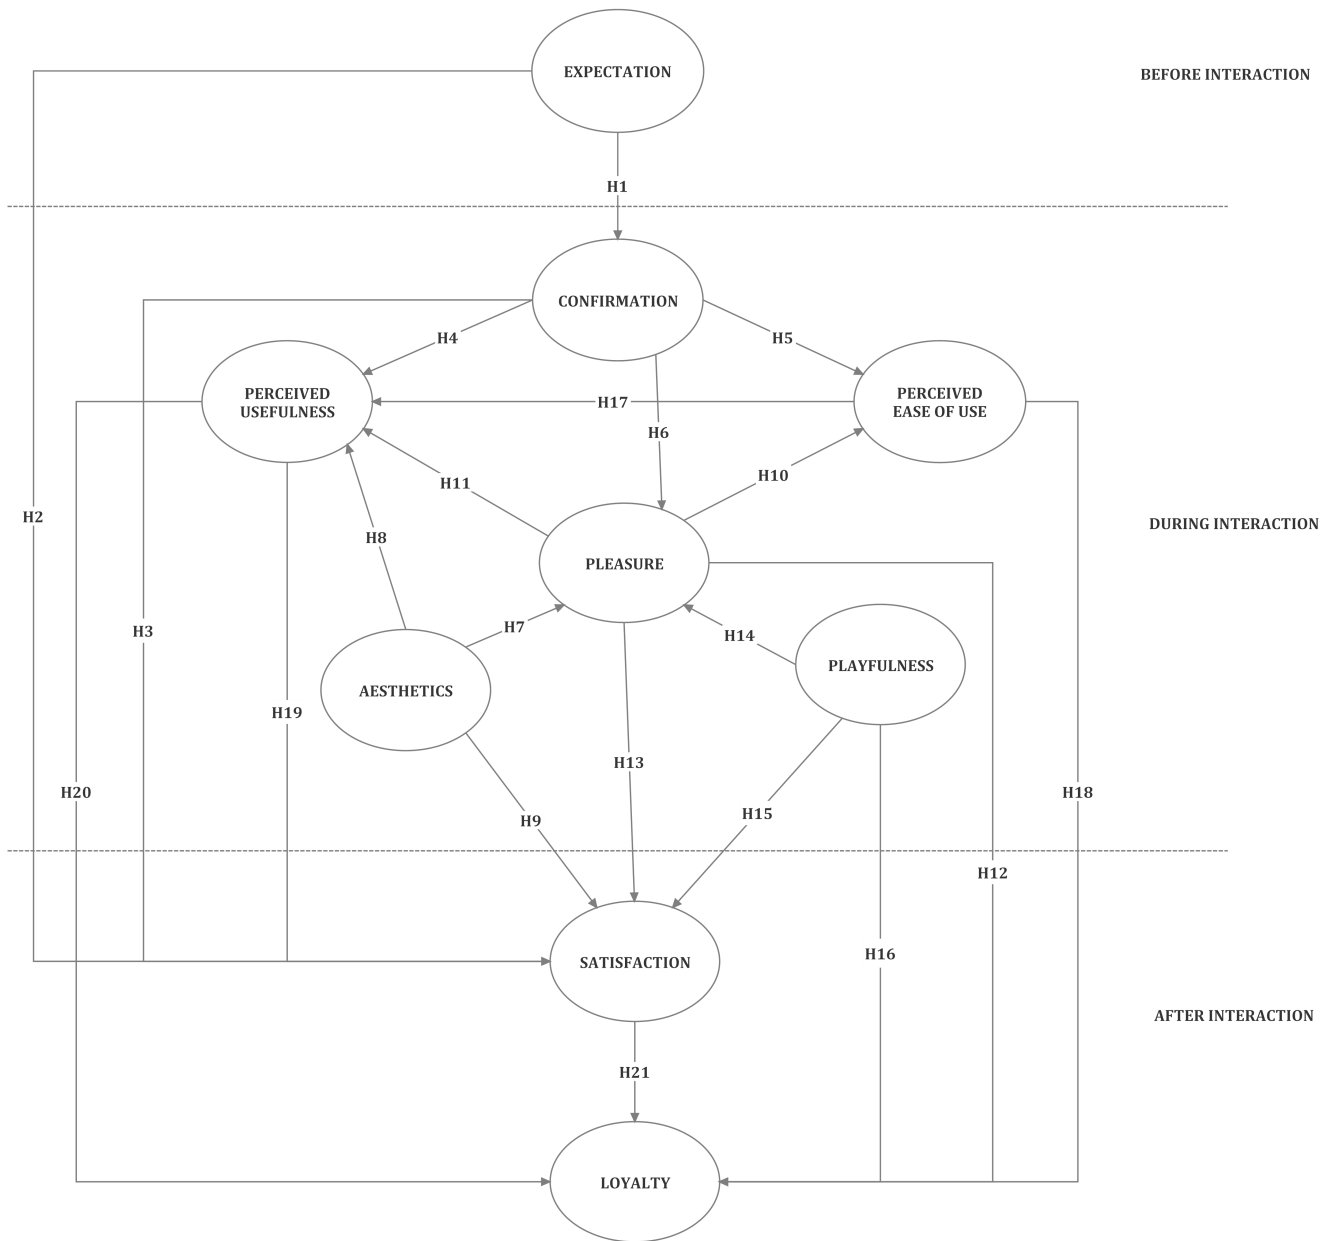 EXPECTATION
BEFORE INTERACTION
H1
CONFIRMATION
H4
H5
PERCEIVED
USEFULNESS
H17
PERCEIVED
EASE OF USE
H6
H11
H10
H2
H8
PLEASURE
DURING INTERACTION
H3
H7
H14
AESTHETICS
PLAYFULNESS
H19
H13
H20
H9
H15
H18
H12
SATISFACTION
H16
AFTER INTERACTION
H21
LOYALTY